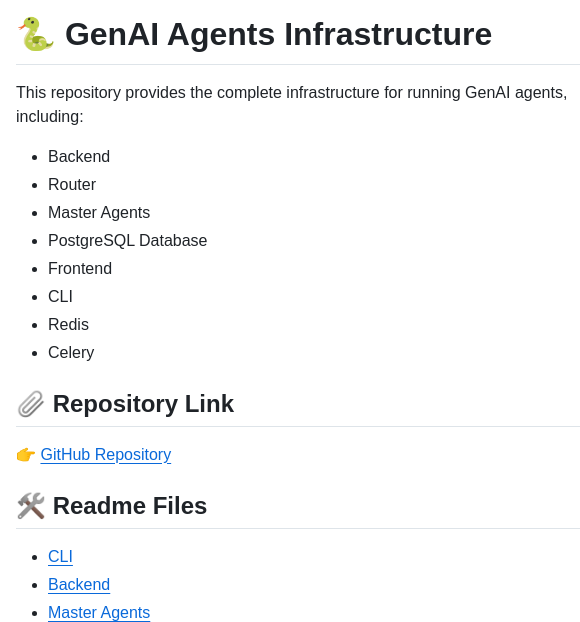 🐍 GenAI Agents Infrastructure
This repository provides the complete infrastructure for running GenAI agents,
including:
• Backend
• Router
• Master Agents
• PostgreSQL Database
• Frontend
• CLI
• Redis
• Celery
📎 Repository Link
👉 GitHub Repository
🛠️ Readme Files
• CLI
• Backend
• Master Agents